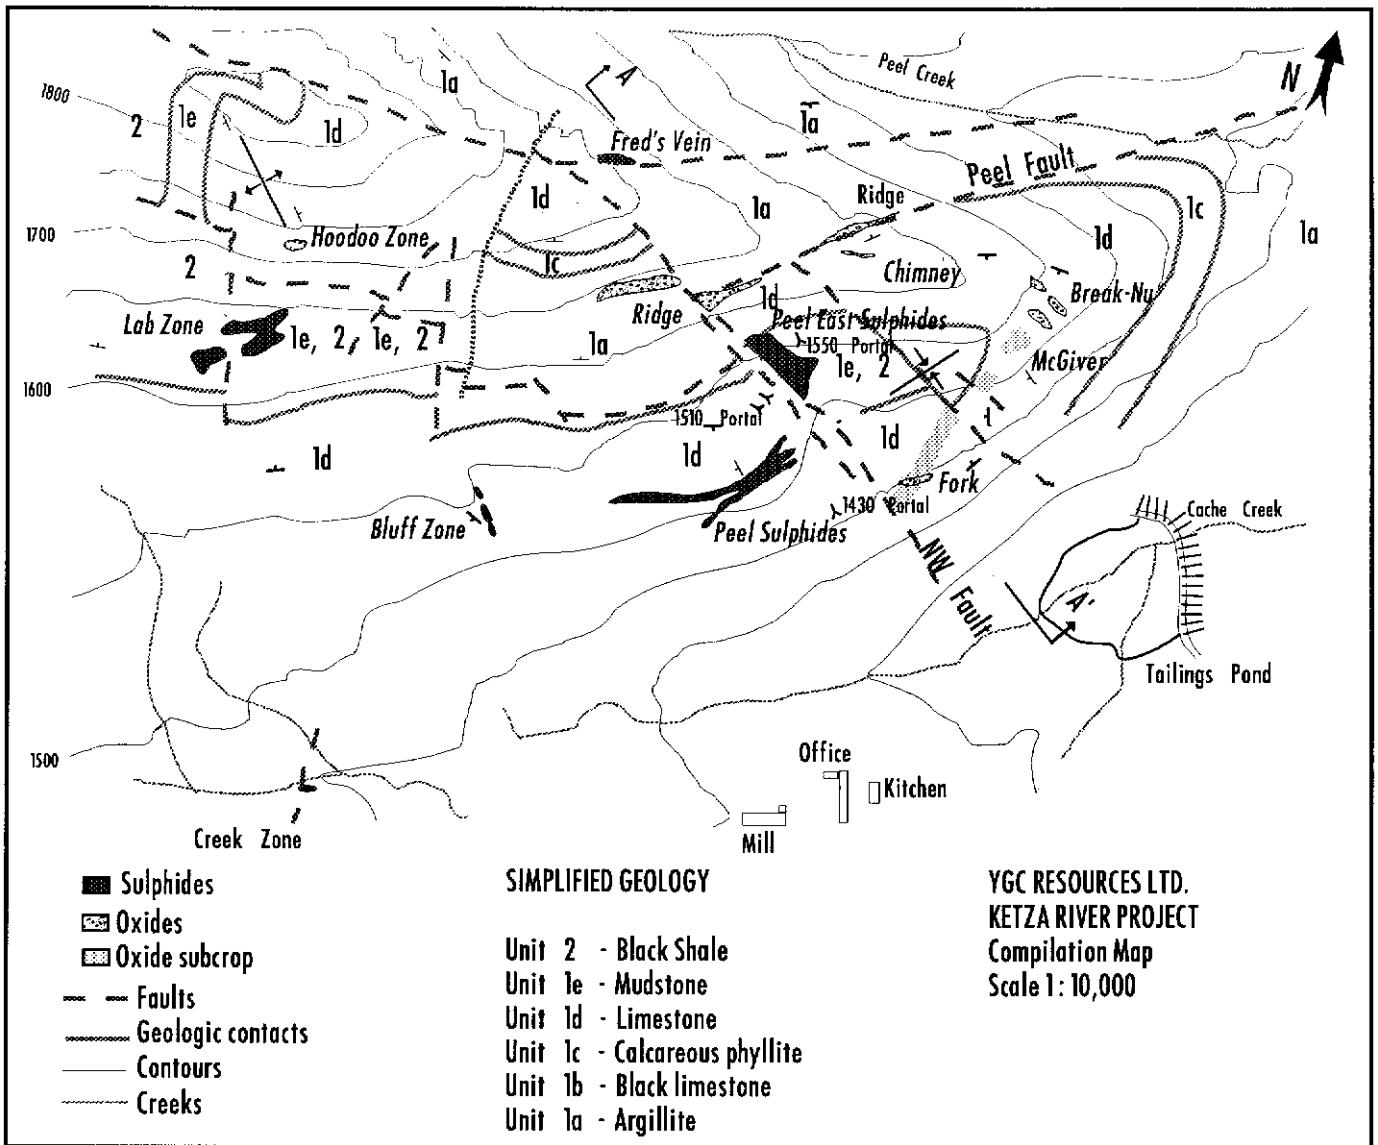 1800
2
1e
1d
1a
A
Fred's Vein
Peel Creek
1a
N
Peel Fault
Ridge
1c
1a
1700
Hoodoo Zone
1d
1a
1d
2
1c
Chimney
Break-Nu
Lab Zone
1e, 2, 1e, 2
Ridge
1d
Peel East Sulphides
1550 Portal
1a
1e, 2
McGiver
1600
1510 Portal
1d
1d
1d
Fork
Bluff Zone
Peel Sulphides
1430 Portal
Cache Creek
NW Fault
A'
Tailings Pond
1500
Office
Kitchen
Mill
Creek Zone
Sulphides
Oxides
Oxide subcrop
Faults
Geologic contacts
Contours
Creeks
SIMPLIFIED GEOLOGY
Unit 2 - Black Shale
Unit 1e - Mudstone
Unit 1d - Limestone
Unit 1c - Calcareous phyllite
Unit 1b - Black limestone
Unit 1a - Argillite
YGC RESOURCES LTD.
KETZA RIVER PROJECT
Compilation Map
Scale 1 : 10,000